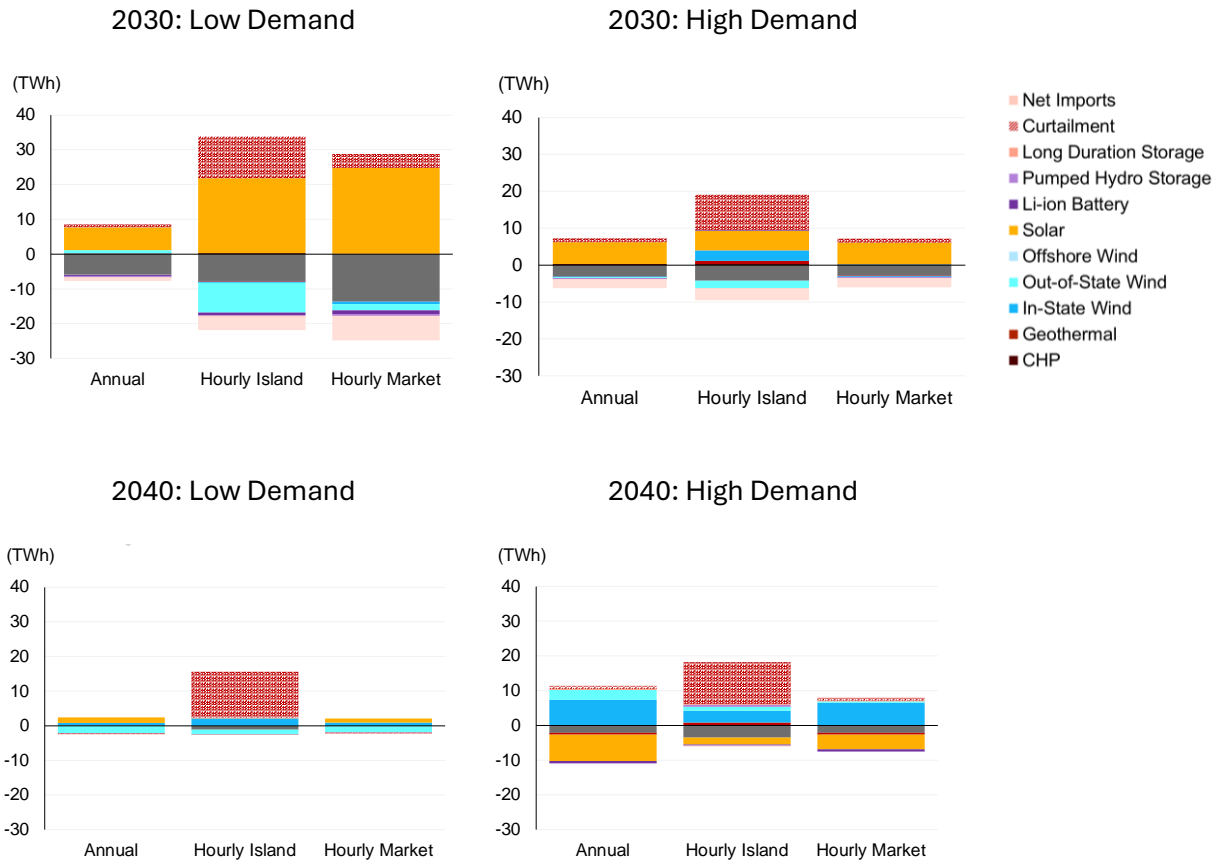 2030: Low Demand
2030: High Demand
(TWh)
40
30
20
10
0
-10
-20
-30
Annual
Hourly Island
Hourly Market
(TWh)
40
30
20
10
0
-10
-20
-30
Annual
Hourly Island
Hourly Market
Net Imports
Curtailment
Long Duration Storage
Pumped Hydro Storage
Li-ion Battery
Solar
Offshore Wind
Out-of-State Wind
In-State Wind
Geothermal
CHP
2040: Low Demand
2040: High Demand
(TWh)
40
30
20
10
0
-10
-20
-30
Annual
Hourly Island
Hourly Market
(TWh)
40
30
20
10
0
-10
-20
-30
Annual
Hourly Island
Hourly Market